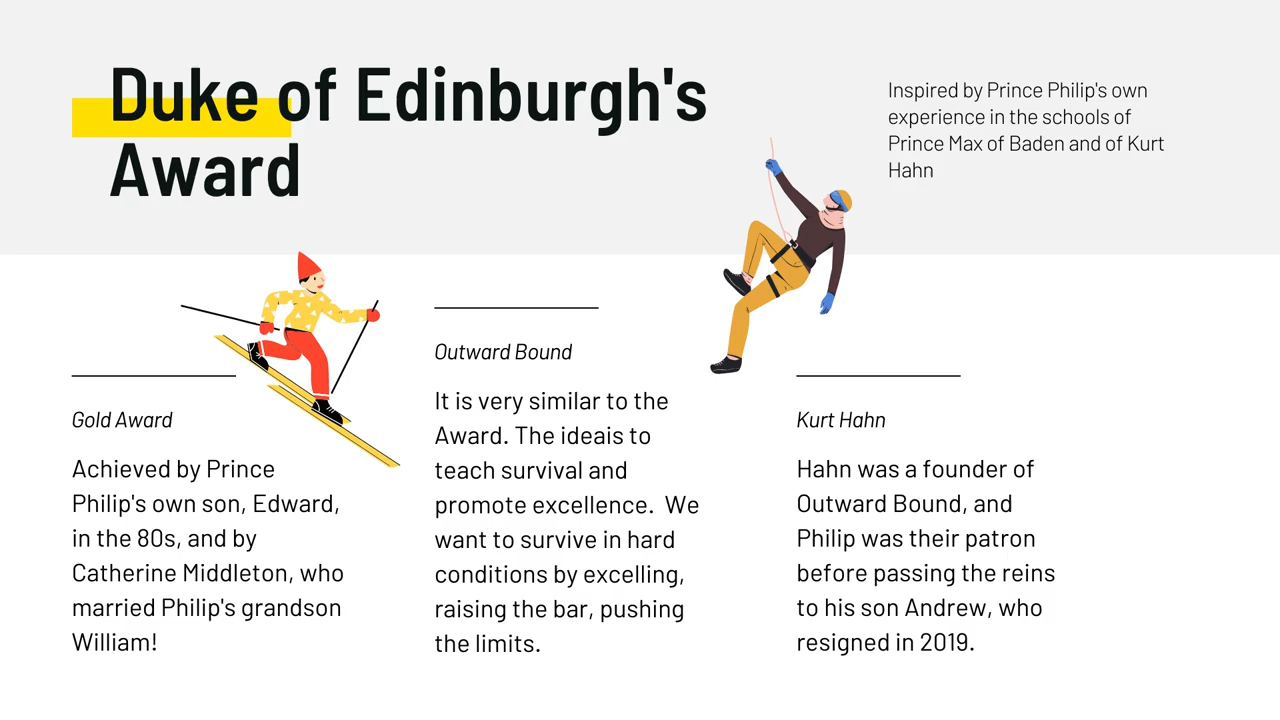 Duke of Edinburgh's
Award
Inspired by Prince Philip's own
experience in the schools of
Prince Max of Baden and of Kurt
Hahn
Gold Award
Achieved by Prince
Philip's own son, Edward,
in the 80s, and by
Catherine Middleton, who
married Philip's grandson
William!
Outward Bound
It is very similar to the
Award. The ideais to
teach survival and
promote excellence.  We
want to survive in hard
conditions by excelling,
raising the bar, pushing
the limits.
Kurt Hahn
Hahn was a founder of
Outward Bound, and
Philip was their patron
before passing the reins
to his son Andrew, who
resigned in 2019.